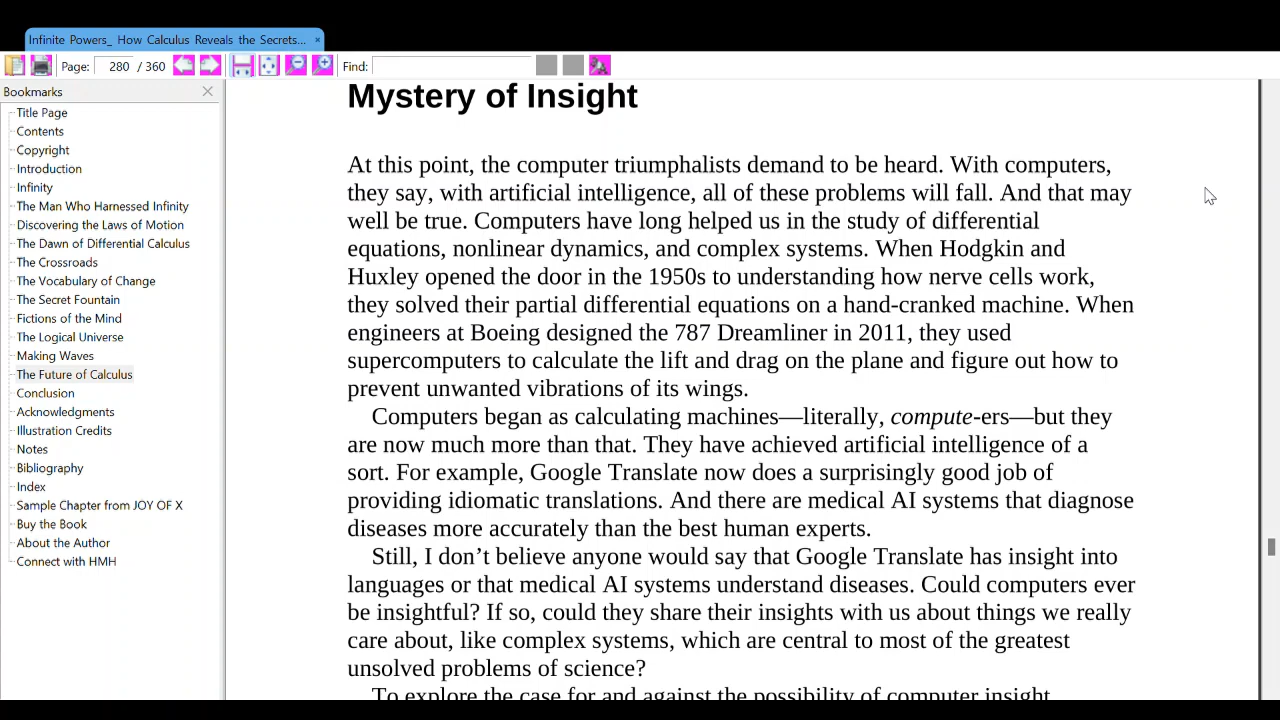 Infinite Powers_ How Calculus Reveals the Secrets... ×
Page: 280 / 360 Find:
Bookmarks
Title Page
Contents
Copyright
Introduction
Infinity
The Man Who Harnessed Infinity
Discovering the Laws of Motion
The Dawn of Differential Calculus
The Crossroads
The Vocabulary of Change
The Secret Fountain
Fictions of the Mind
The Logical Universe
Making Waves
The Future of Calculus
Conclusion
Acknowledgments
Illustration Credits
Notes
Bibliography
Index
Sample Chapter from JOY OF X
Buy the Book
About the Author
Connect with HMH
Mystery of Insight
At this point, the computer triumphalists demand to be heard. With computers,
they say, with artificial intelligence, all of these problems will fall. And that may
well be true. Computers have long helped us in the study of differential
equations, nonlinear dynamics, and complex systems. When Hodgkin and
Huxley opened the door in the 1950s to understanding how nerve cells work,
they solved their partial differential equations on a hand-cranked machine. When
engineers at Boeing designed the 787 Dreamliner in 2011, they used
supercomputers to calculate the lift and drag on the plane and figure out how to
prevent unwanted vibrations of its wings.
Computers began as calculating machines—literally, compute-ers—but they
are now much more than that. They have achieved artificial intelligence of a
sort. For example, Google Translate now does a surprisingly good job of
providing idiomatic translations. And there are medical AI systems that diagnose
diseases more accurately than the best human experts.
Still, I don’t believe anyone would say that Google Translate has insight into
languages or that medical AI systems understand diseases. Could computers ever
be insightful? If so, could they share their insights with us about things we really
care about, like complex systems, which are central to most of the greatest
unsolved problems of science?
To explore the case for and against the possibility of computer insight